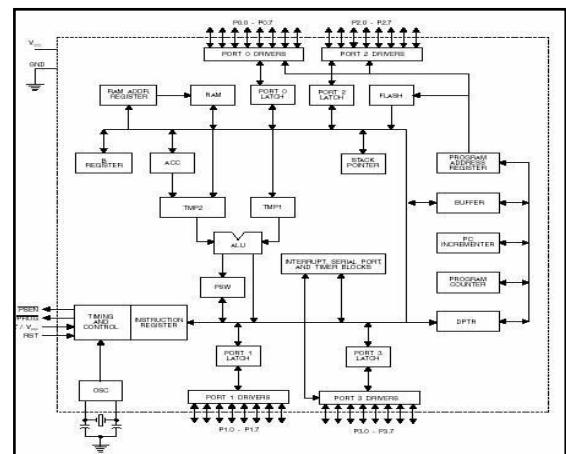 P0.0 - P0.7
P2.0 - P2.7
VCC
GND
PORT 0 DRIVERS
PORT 2 DRIVERS
RAM ADDR.
REGISTER
RAM
PORT 0
LATCH
PORT 2
LATCH
FLASH
B
REGISTER
ACC
STACK
POINTER
PROGRAM
ADDRESS
REGISTER
TMP2
TMP1
BUFFER
ALU
PC
INCREMENTER
INTERRUPT, SERIAL PORT,
AND TIMER BLOCKS
PSW
PROGRAM
COUNTER
PSEN
TIMING
AND
CONTROL
INSTRUCTION
REGISTER
DPTR
/ VPP
RST
PORT 1
LATCH
PORT 3
LATCH
OSC
PORT 1 DRIVERS
PORT 3 DRIVERS
P1.0 - P1.7
P3.0 - P3.7